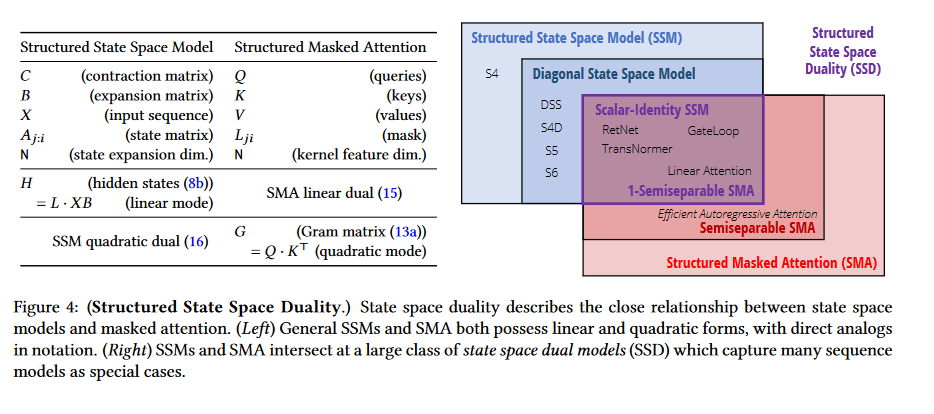 Structured State Space Model Structured Masked Attention
C (contraction matrix) Q (queries)
B (expansion matrix) K (keys)
X (input sequence) V (values)
A_{j:i} (state matrix) L_{ji} (mask)
N (state expansion dim.) N (kernel feature dim.)
H (hidden states (8b))
= L · XB (linear mode)
SMA linear dual (15)
SSM quadratic dual (16)
G (Gram matrix (13a))
= Q · K^⊤ (quadratic mode)
Structured State Space Model (SSM)
S4
Diagonal State Space Model
DSS
S4D
S5
S6
Scalar-Identity SSM
RetNet GateLoop
TransNormer
Linear Attention
1-Semiseparable SMA
Efficient Autoregressive Attention
Semiseparable SMA
Structured Masked Attention (SMA)
Structured
State Space
Duality (SSD)
Figure 4: (Structured State Space Duality.) State space duality describes the close relationship between state space
models and masked attention. (Left) General SSMs and SMA both possess linear and quadratic forms, with direct analogs
in notation. (Right) SSMs and SMA intersect at a large class of state space dual models (SSD) which capture many sequence
models as special cases.